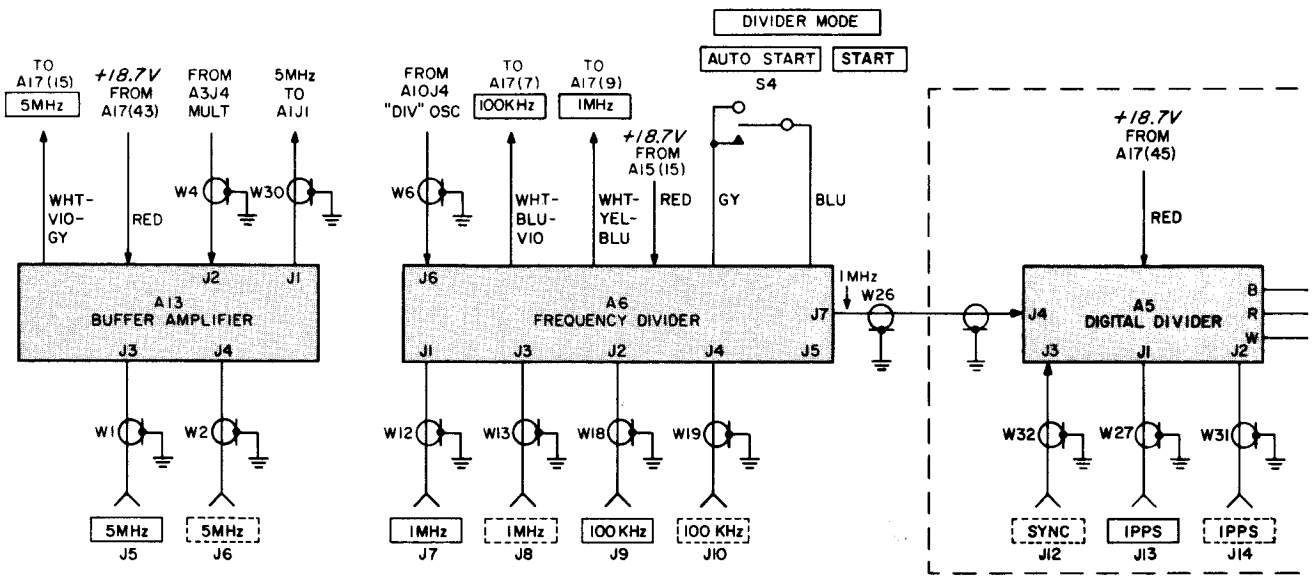 DIVIDER MODE
AUTO START START
S4
TO
A17(15)
5MHz
+18.7V
FROM
A17(43)
FROM
A3J4
MULT
5MHz
TO
A1J1
FROM
A10J4
"DIV" OSC
TO
A17(7)
100KHz
TO
A17(9)
1MHz
+18.7V
FROM
A15(15)
+18.7V
FROM
A17(45)
WHT-
VIO-
GY
RED
W4
W30
W6
WHT-
BLU-
VIO
WHT-
YEL-
BLU
RED
GY
BLU
RED
J2 J1
A13
BUFFER AMPLIFIER
J3 J4
J6
A6
FREQUENCY DIVIDER
J7
J1 J3 J2 J4 J5
1MHz
W26
J4
A5
DIGITAL DIVIDER
B
R
W
J3 J1 J2
W1 W2 W12 W13 W18 W19 W32 W27 W31
5MHz 5MHz 1MHz 1MHz 100KHz 100KHz SYNC 1PPS 1PPS
J5 J6 J7 J8 J9 J10 J12 J13 J14